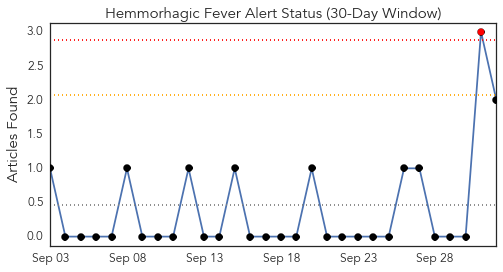 Hemmorhagic Fever Alert Status (30-Day Window)
Articles Found
3.0
2.5
2.0
1.5
1.0
0.5
0.0
Sep 03 Sep 08 Sep 13 Sep 18 Sep 23 Sep 28